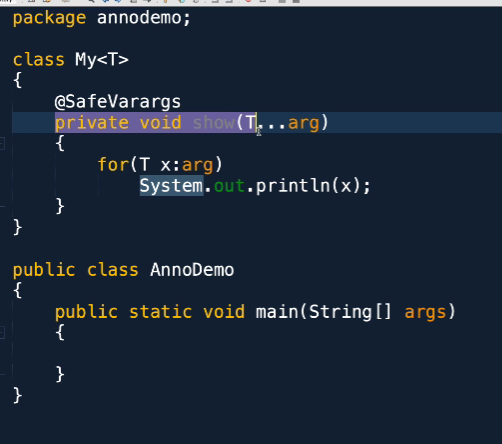 package annodemo;
class My<T>
{
@SafeVarargs
private void show(T...arg)
{
for(T x:arg)
System.out.println(x);
}
}
public class AnnoDemo
{
public static void main(String[] args)
{
}
}